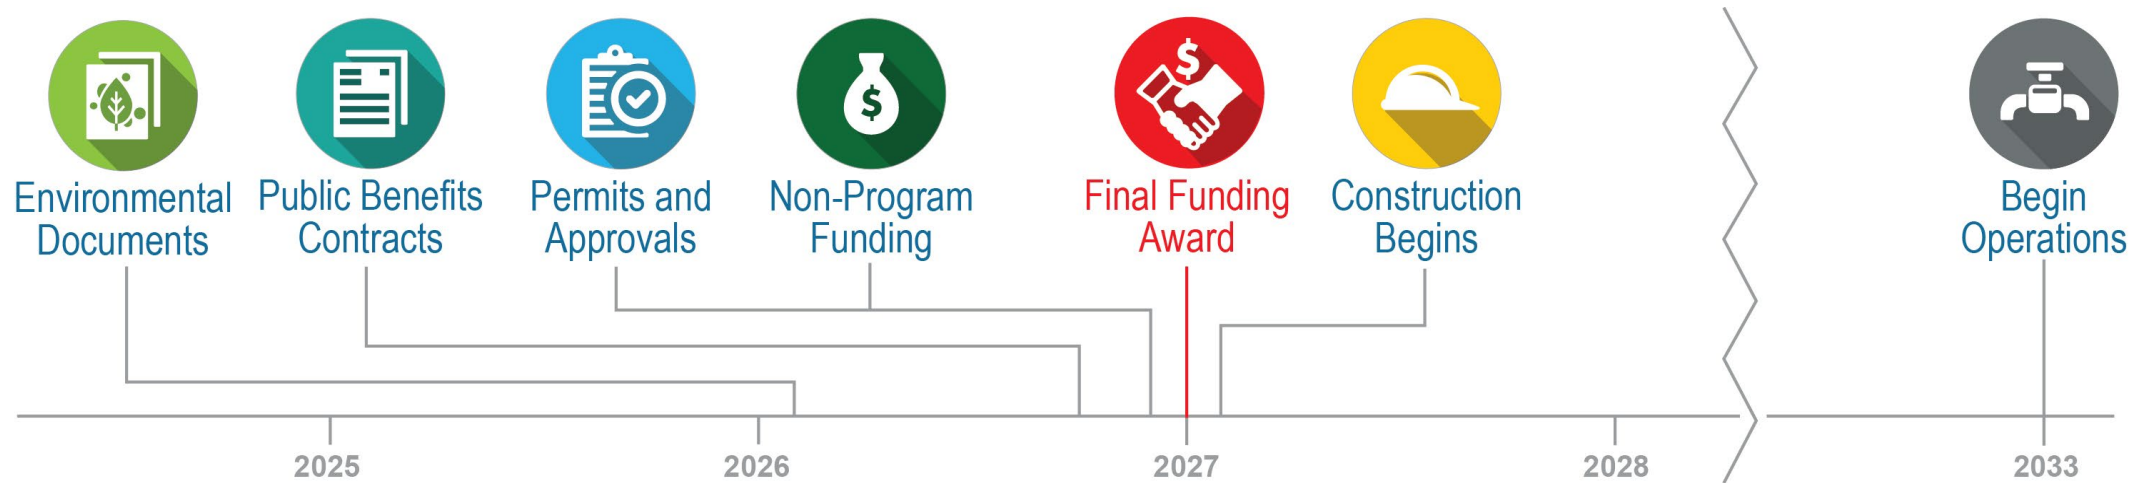 Environmental
Documents
Public Benefits
Contracts
Permits and
Approvals
Non-Program
Funding
Final Funding
Award
Construction
Begins
Begin
Operations
2025
2026
2027
2028
2033